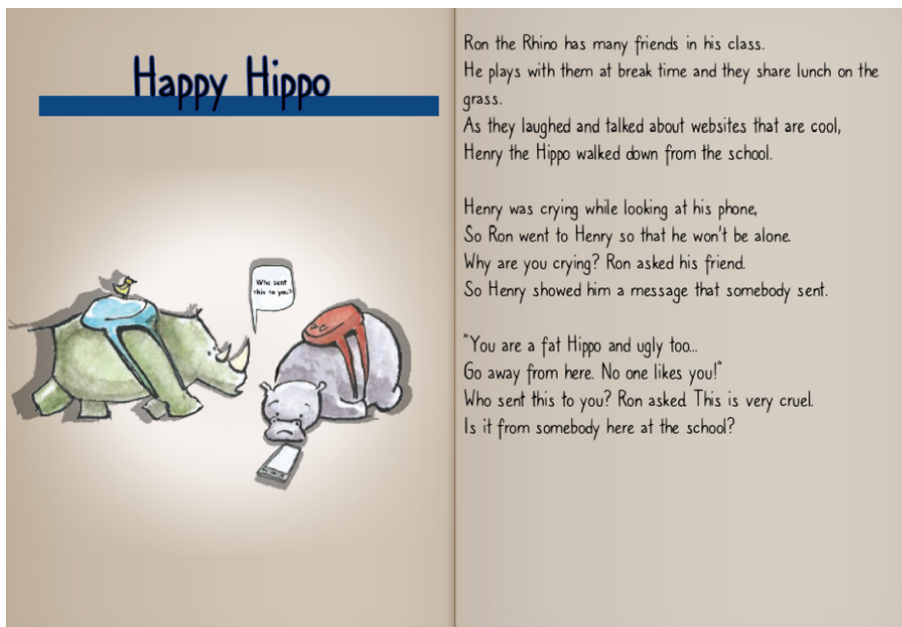 Happy Hippo
Who sent
this to you?
Ron the Rhino has many friends in his class.
He plays with them at break time and they share lunch on the
grass.
As they laughed and talked about websites that are cool,
Henry the Hippo walked down from the school.
Henry was crying while looking at his phone,
So Ron went to Henry so that he won't be alone.
Why are you crying? Ron asked his friend.
So Henry showed him a message that somebody sent.
"You are a fat Hippo and ugly too...
Go away from here. No one likes you!"
Who sent this to you? Ron asked This is very cruel.
Is it from somebody here at the school?